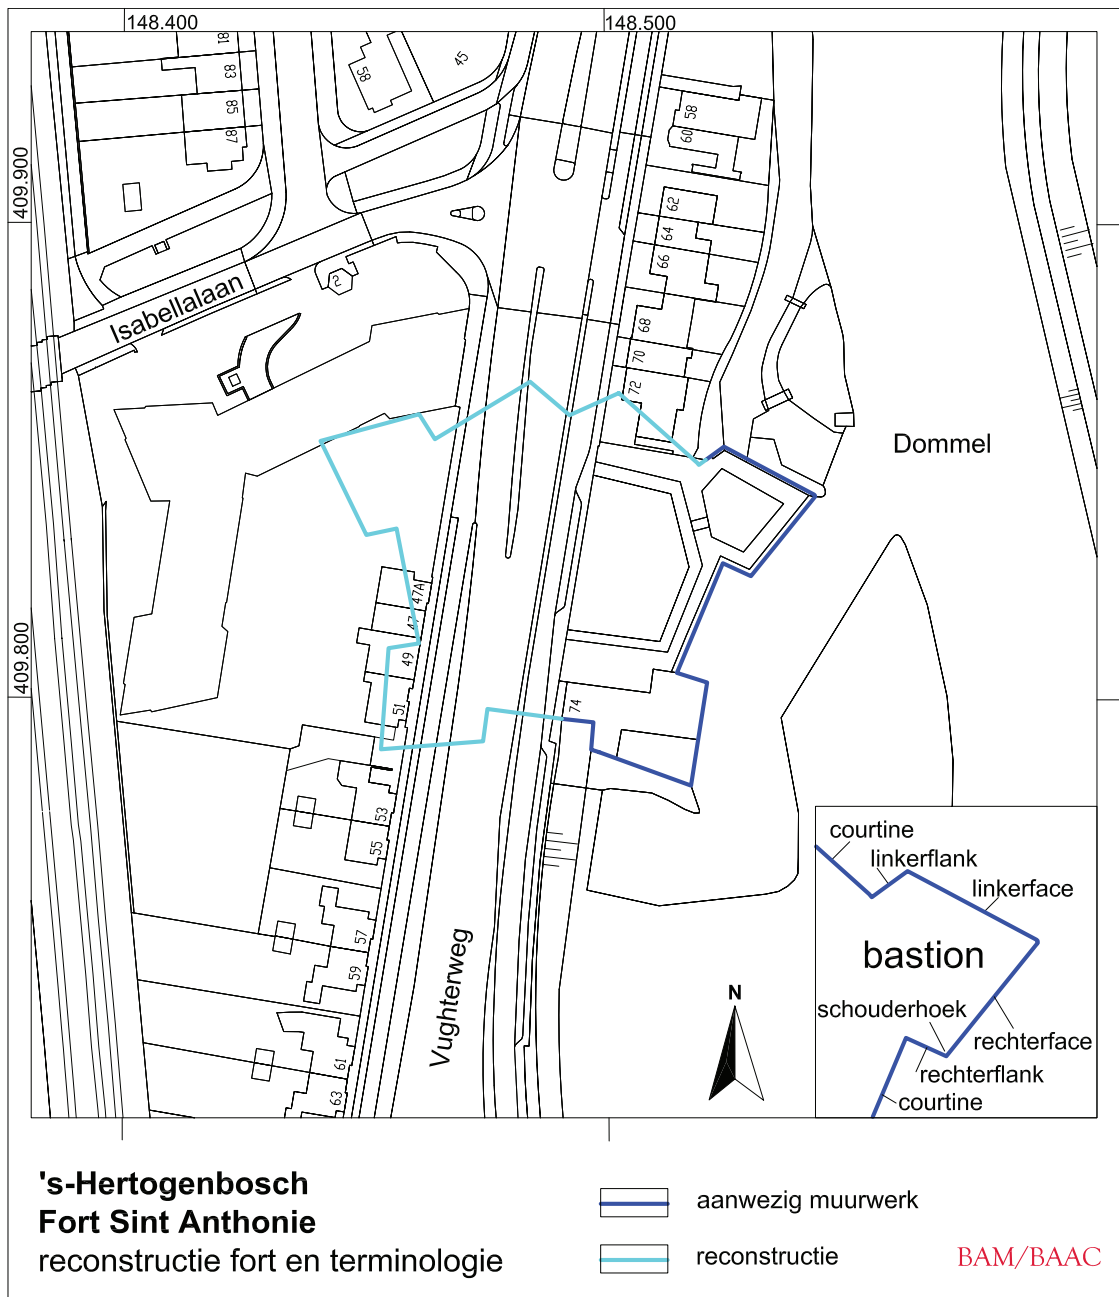 148.400
148.500
409.900
409.800
81
83
85
87
58
45
58
60
62
64
66
68
70
72
2
Isabellalaan
Dommel
47A
47
49
51
74
53
55
57
59
61
63
Vughterweg
N
courtine
linkerflank
linkerface
bastion
schouderhoek
rechterface
rechterflank
courtine
's-Hertogenbosch
Fort Sint Anthonie
reconstructie fort en terminologie
aanwezig muurwerk
reconstructie
BAM/BAAC